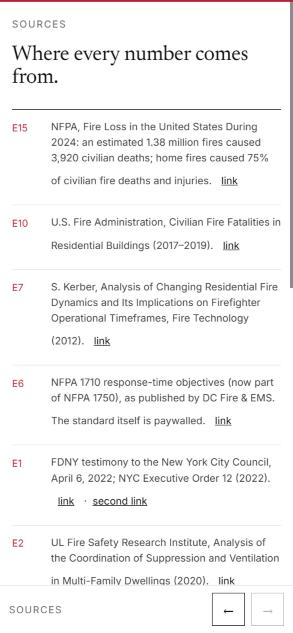 SOURCES
Where every number comes
from.
E15 NFPA, Fire Loss in the United States During
2024: an estimated 1.38 million fires caused
3,920 civilian deaths; home fires caused 75%
of civilian fire deaths and injuries. link
E10 U.S. Fire Administration, Civilian Fire Fatalities in
Residential Buildings (2017–2019). link
E7 S. Kerber, Analysis of Changing Residential Fire
Dynamics and Its Implications on Firefighter
Operational Timeframes, Fire Technology
(2012). link
E6 NFPA 1710 response-time objectives (now part
of NFPA 1750), as published by DC Fire & EMS.
The standard itself is paywalled. link
E1 FDNY testimony to the New York City Council,
April 6, 2022; NYC Executive Order 12 (2022).
link · second link
E2 UL Fire Safety Research Institute, Analysis of
the Coordination of Suppression and Ventilation
in Multi-Family Dwellings (2020). link
SOURCES ← →